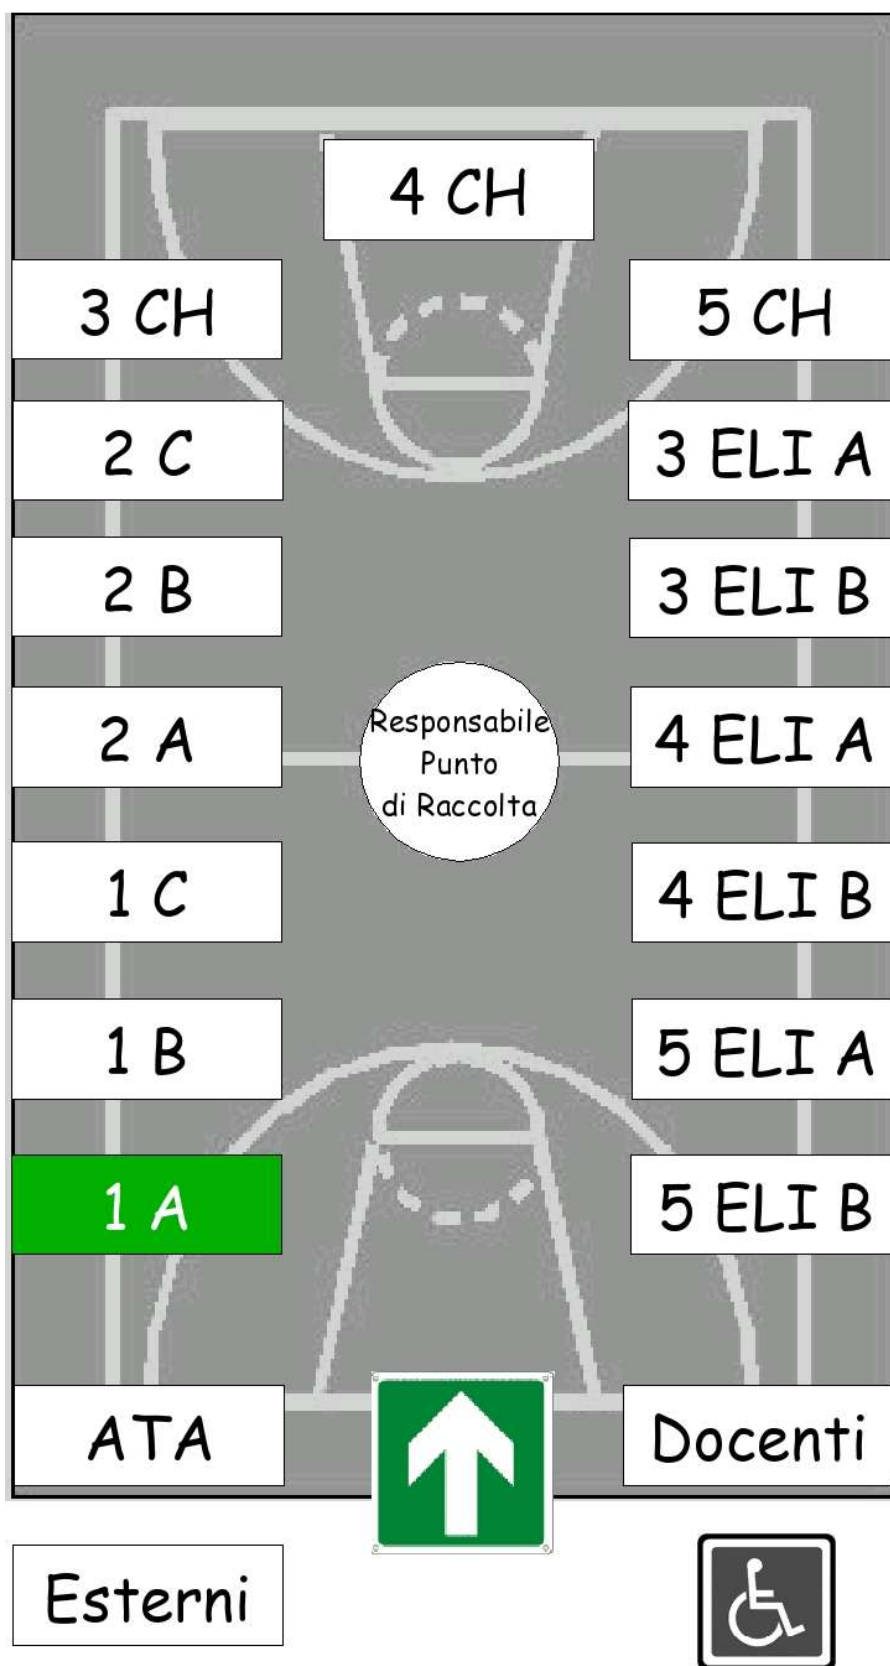 4 CH
3 CH
5 CH
2 C
3 ELI A
2 B
3 ELI B
2 A
Responsabile
Punto
di Raccolta
4 ELI A
1 C
4 ELI B
1 B
5 ELI A
1 A
5 ELI B
ATA
Docenti
Esterni